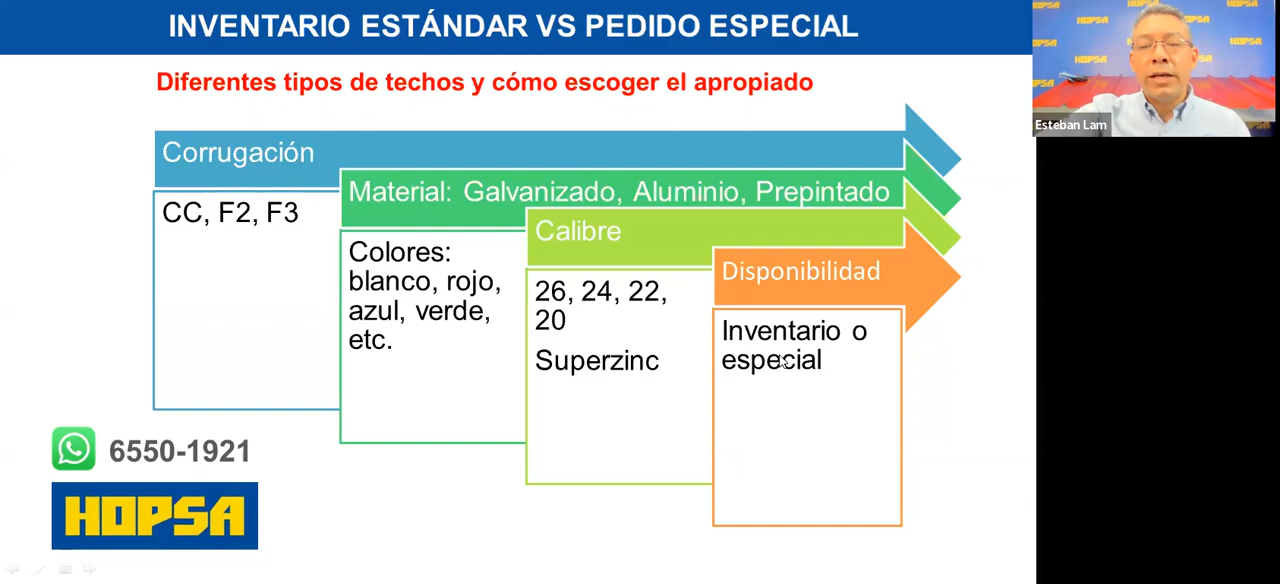 INVENTARIO ESTÁNDAR VS PEDIDO ESPECIAL
Diferentes tipos de techos y cómo escoger el apropiado
Corrugación
CC, F2, F3
Material: Galvanizado, Aluminio, Prepintado
Colores:
blanco, rojo,
azul, verde,
etc.
Calibre
26, 24, 22,
20
Superzinc
Disponibilidad
Inventario o
especial
6550-1921
HOPSA
HOPSA
HOPSA
HOPSA
HOPSA
HOPSA
Esteban Lam